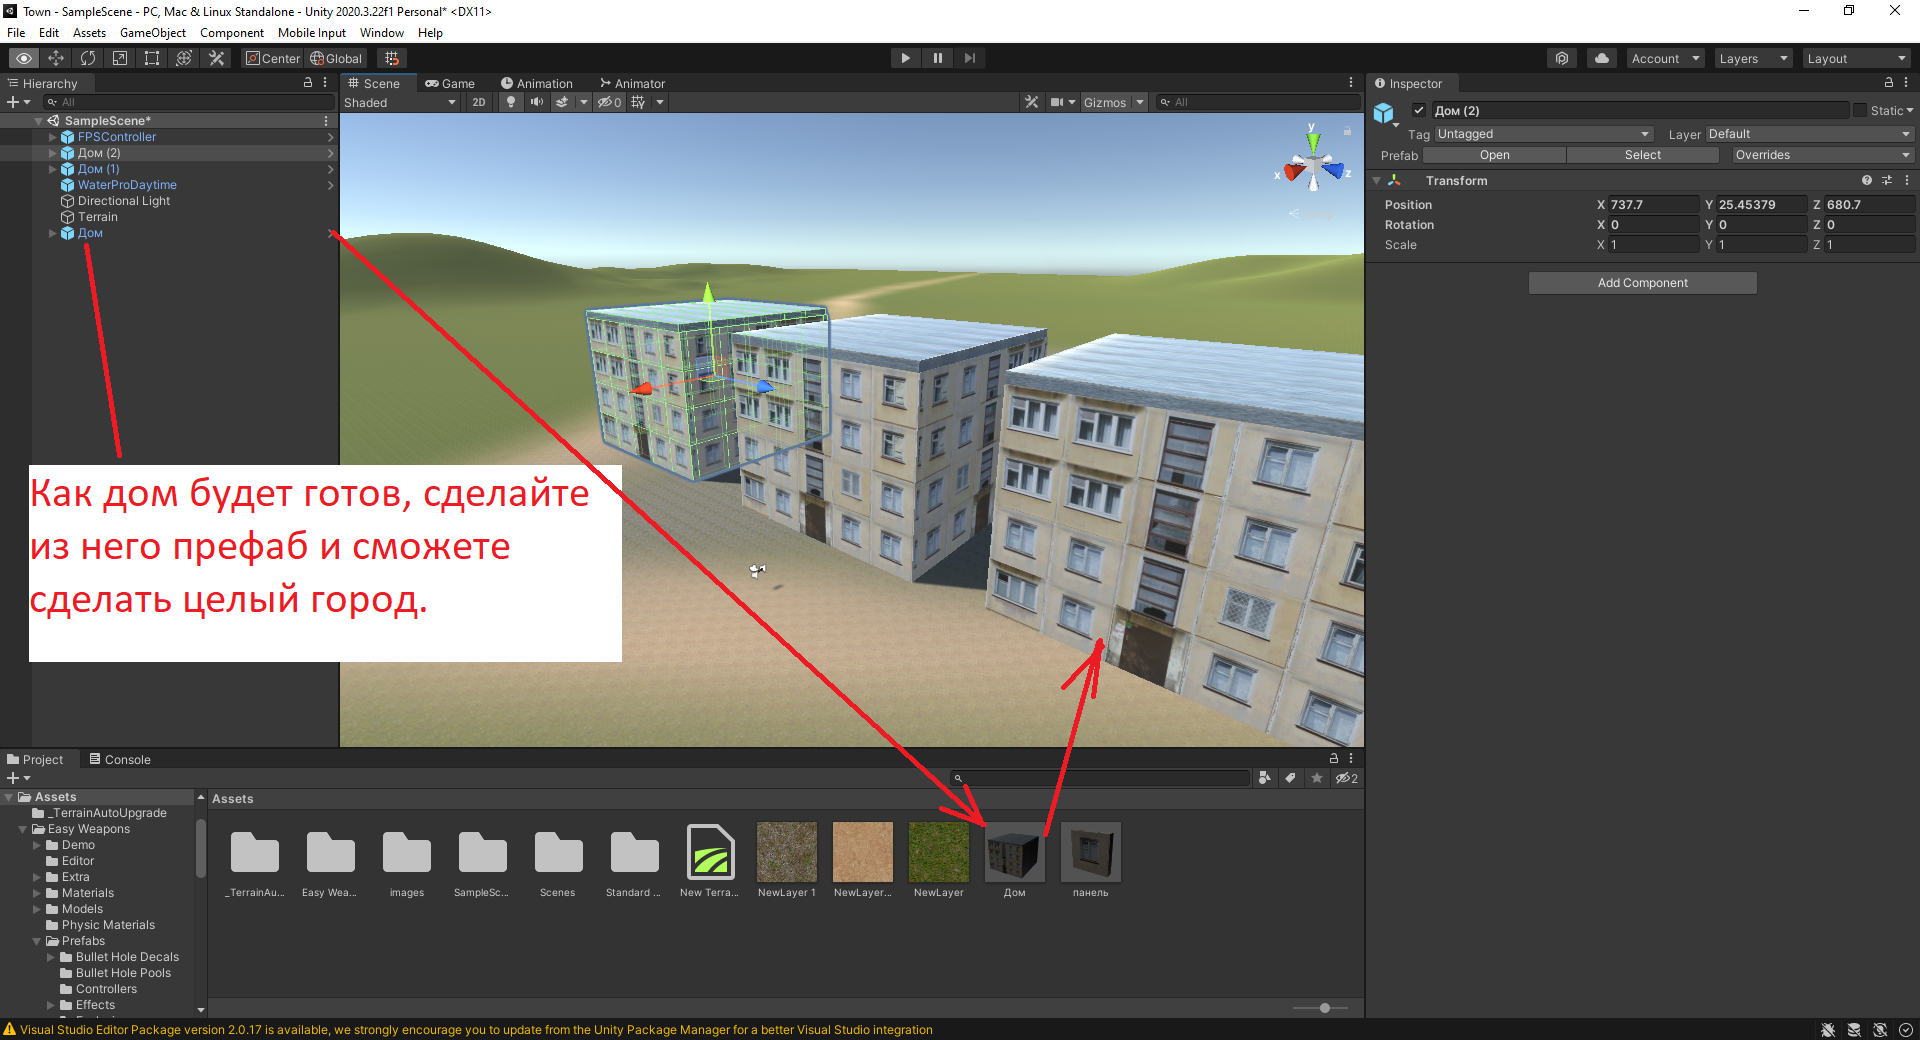 Town - SampleScene - PC, Mac & Linux Standalone - Unity 2020.3.22f1 Personal* <DX11>
File Edit Assets GameObject Component Mobile Input Window Help
Center Global
Account Layers Layout
Hierarchy
All
SampleScene*
FPSController
Дом (2)
Дом (1)
WaterProDaytime
Directional Light
Terrain
Дом
Scene Game Animation Animator
Shaded 2D 0 Gizmos All
y
x z
Как дом будет готов, сделайте
из него префаб и сможете
сделать целый город.
Inspector
Дом (2) Static
Tag Untagged Layer Default
Prefab Open Select Overrides
Transform
Position X 737.7 Y 25.45379 Z 680.7
Rotation X 0 Y 0 Z 0
Scale X 1 Y 1 Z 1
Add Component
Project Console
2
Assets
_TerrainAutoUpgrade
Easy Weapons
Demo
Editor
Extra
Materials
Models
Physic Materials
Prefabs
Bullet Hole Decals
Bullet Hole Pools
Controllers
Effects
Assets
_TerrainAu... Easy Wea... images SampleSc... Scenes Standard ... New Terra... NewLayer 1 NewLayer... NewLayer Дом панель
Visual Studio Editor Package version 2.0.17 is available, we strongly encourage you to update from the Unity Package Manager for a better Visual Studio integration